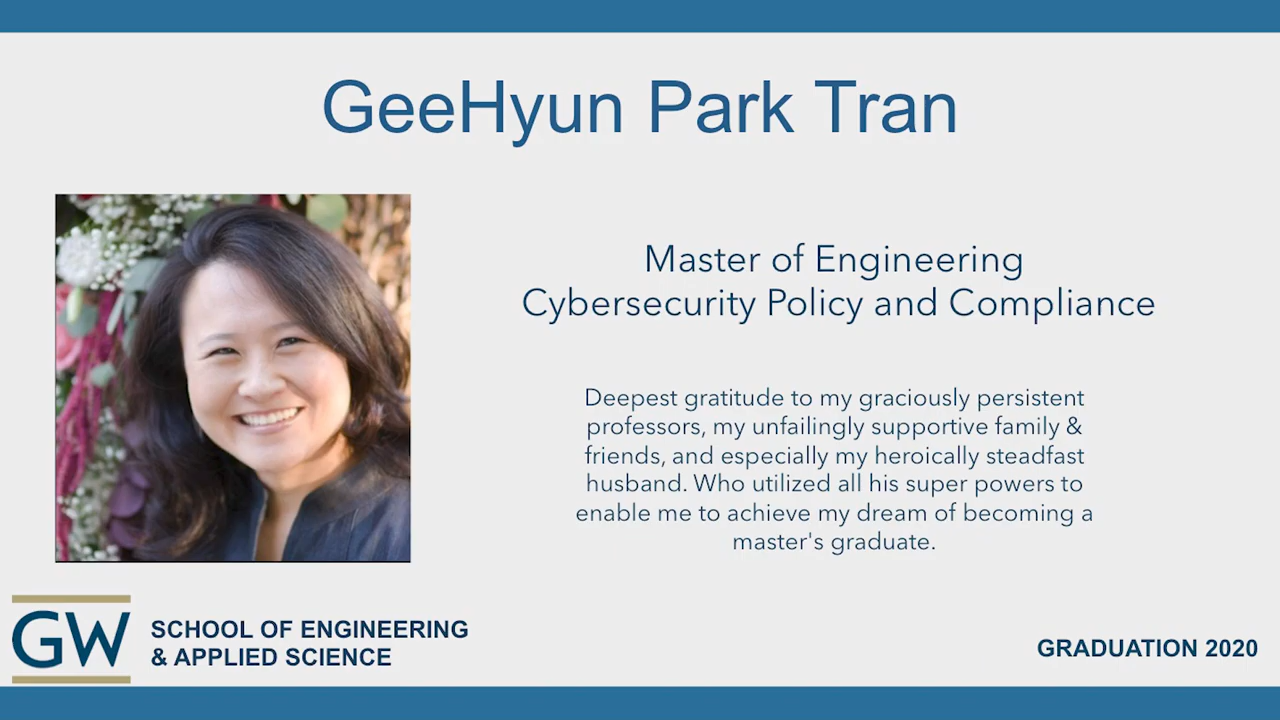 GeeHyun Park Tran
Master of Engineering
Cybersecurity Policy and Compliance
Deepest gratitude to my graciously persistent
professors, my unfailingly supportive family &
friends, and especially my heroically steadfast
husband. Who utilized all his super powers to
enable me to achieve my dream of becoming a
master's graduate.
GW
SCHOOL OF ENGINEERING
& APPLIED SCIENCE
GRADUATION 2020